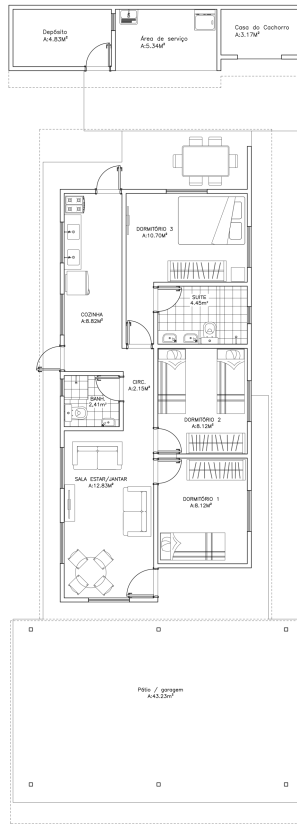 Depósito
A:4.83M²
Área de serviço
A:5.34M²
Casa do Cachorro
A:3.17M²
DORMITÓRIO 3
A:10.70M²
SUÍTE
4.45m²
COZINHA
A:8.82M²
CIRC.
A:2.15M²
BANH.
2.41m²
DORMITÓRIO 2
A:8.12M²
SALA ESTAR/JANTAR
A:12.83M²
DORMITÓRIO 1
A:8.12M²
Pátio / garagem
A:43.23m²